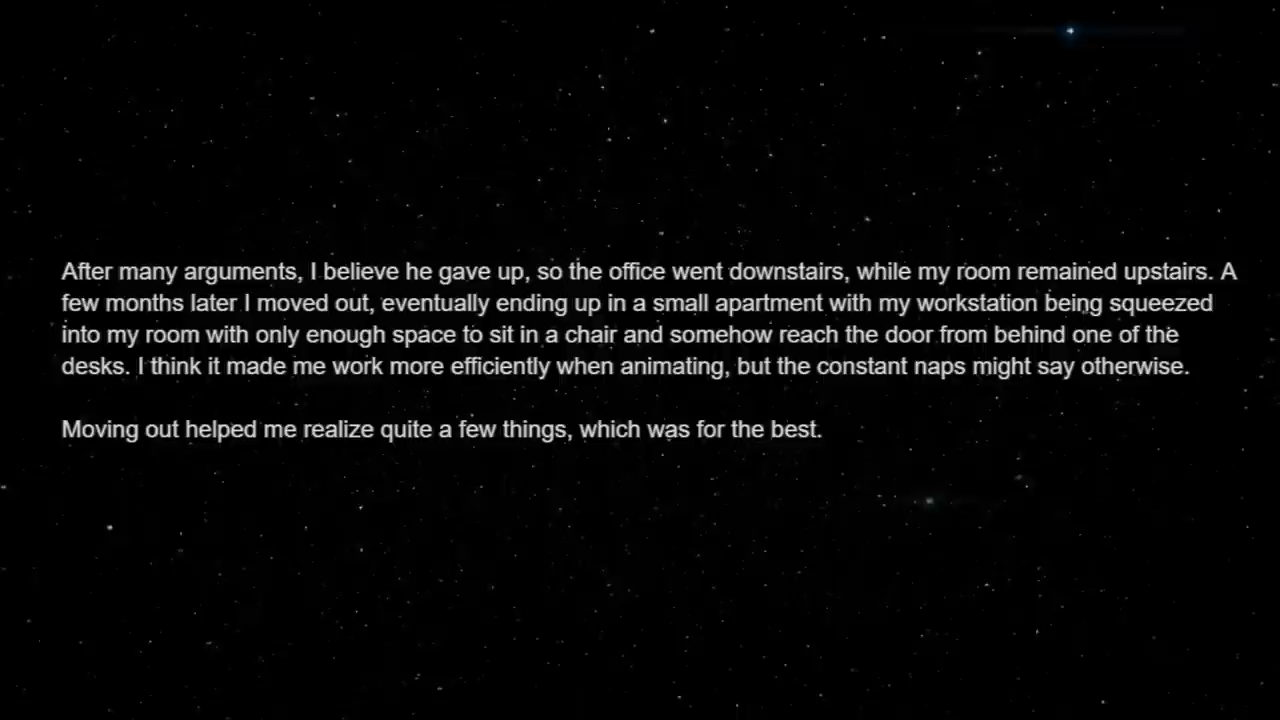 After many arguments, I believe he gave up, so the office went downstairs, while my room remained upstairs. A
few months later I moved out, eventually ending up in a small apartment with my workstation being squeezed
into my room with only enough space to sit in a chair and somehow reach the door from behind one of the
desks. I think it made me work more efficiently when animating, but the constant naps might say otherwise.
Moving out helped me realize quite a few things, which was for the best.